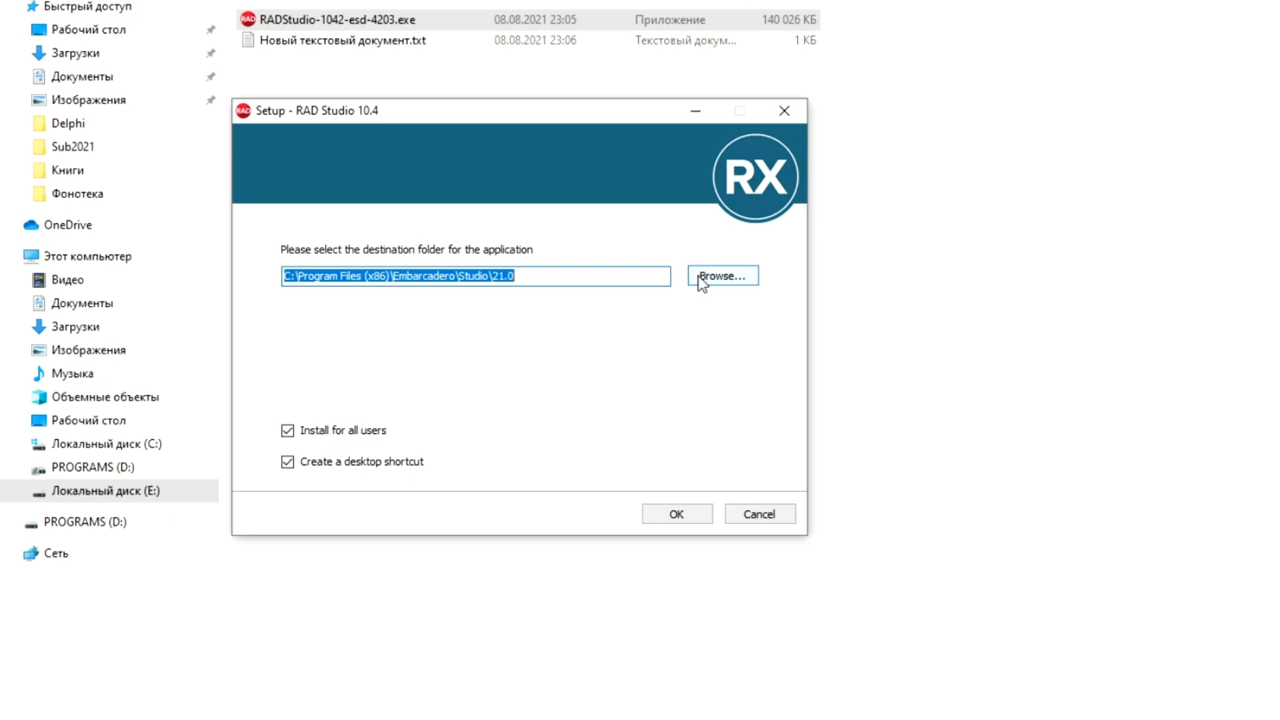 Быстрый доступ
Рабочий стол
Загрузки
Документы
Изображения
Delphi
Sub2021
Книги
Фонотека
OneDrive
Этот компьютер
Видео
Документы
Загрузки
Изображения
Музыка
Объемные объекты
Рабочий стол
Локальный диск (C:)
PROGRAMS (D:)
Локальный диск (E:)
PROGRAMS (D:)
Сеть
RAD RADStudio-1042-esd-4203.exe 08.08.2021 23:05 Приложение 140 026 КБ
Новый текстовый документ.txt 08.08.2021 23:06 Текстовый докум... 1 КБ
RAD Setup - RAD Studio 10.4
RX
Please select the destination folder for the application
C:\Program Files (x86)\Embarcadero\Studio\21.0 Browse...
Install for all users
Create a desktop shortcut
OK Cancel